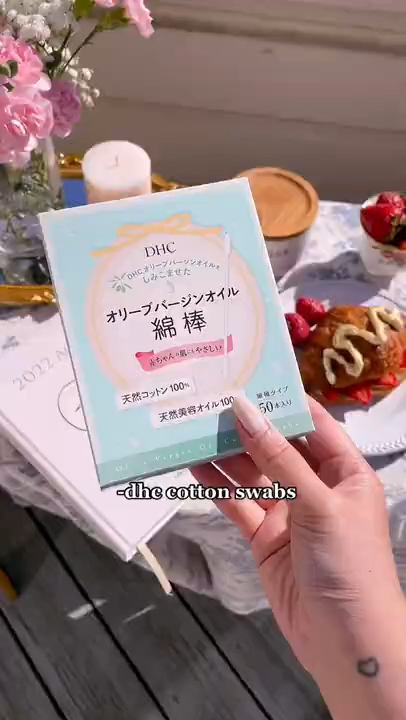 DHC
DHCオリーブバージンオイルを
しみこませた
オリーブバージンオイル
綿棒
赤ちゃんの肌にもやさしい
天然コットン100%
天然美容オイル100
個種タイプ
50本入り
-dhc cotton swabs
2022